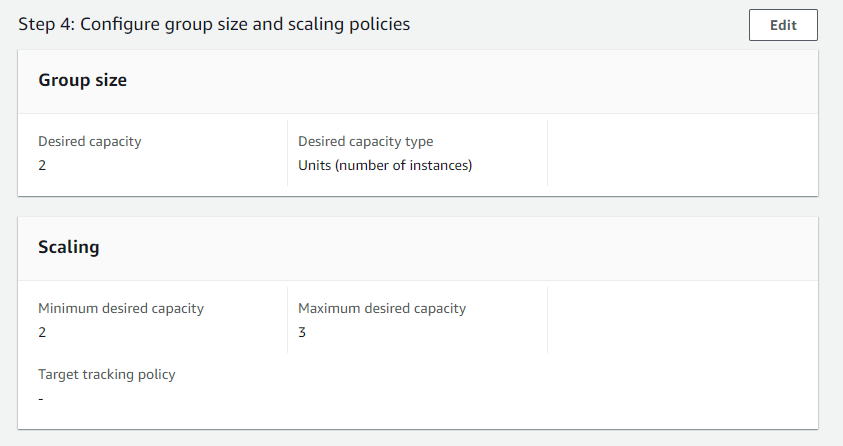 Step 4: Configure group size and scaling policies
Edit
Group size
Desired capacity
2
Desired capacity type
Units (number of instances)
Scaling
Minimum desired capacity
2
Maximum desired capacity
3
Target tracking policy
-